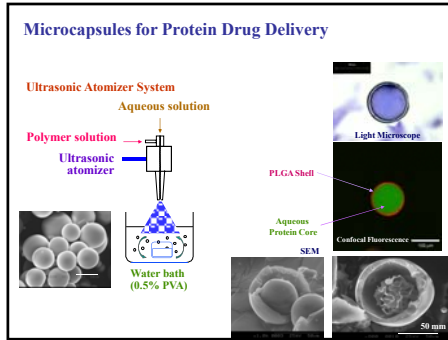 Microcapsules for Protein Drug Delivery
Ultrasonic Atomizer System
Aqueous solution
Polymer solution
Ultrasonic
atomizer
Light Microscope
PLGA Shell
Aqueous
Protein Core
Confocal Fluorescence
Water bath
(0.5% PVA)
SEM
50 mm